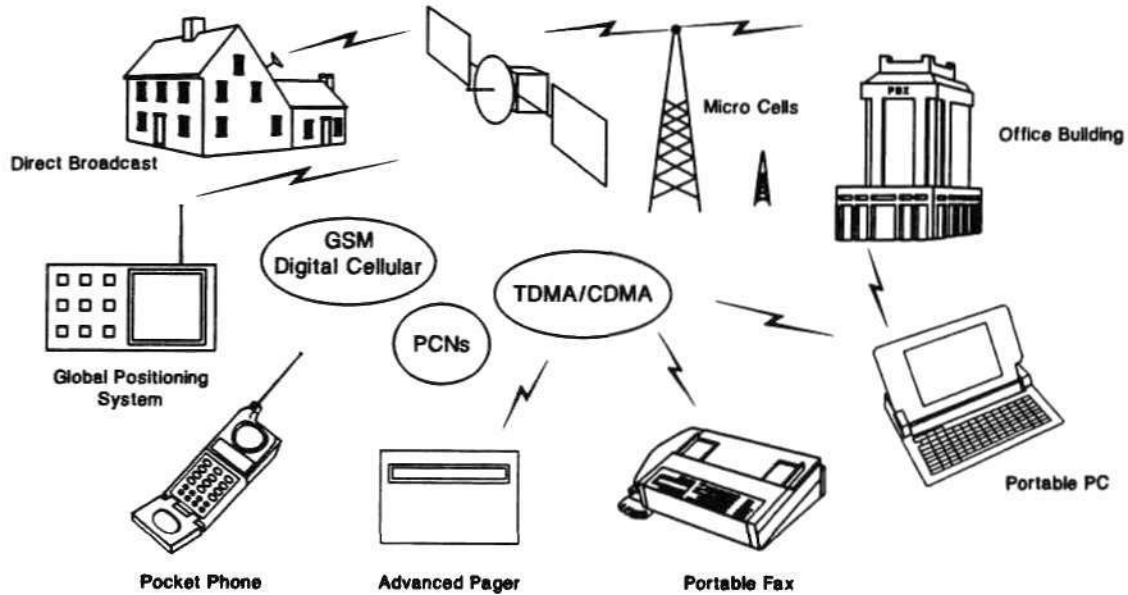 PBX
Micro Cells
Office Building
Direct Broadcast
GSM
Digital Cellular
TDMA/CDMA
PCNs
Global Positioning
System
Portable PC
Pocket Phone
Advanced Pager
Portable Fax